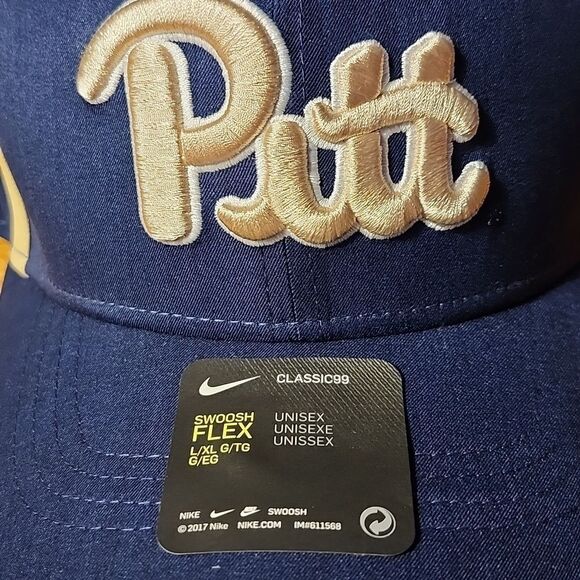 Pitt
CLASSIC99
SWOOSH
FLEX
L/XL G/TG
G/EG
UNISEX
UNISEXE
UNISSEX
NIKE SWOOSH
© 2017 Nike NIKE.COM IM#611568